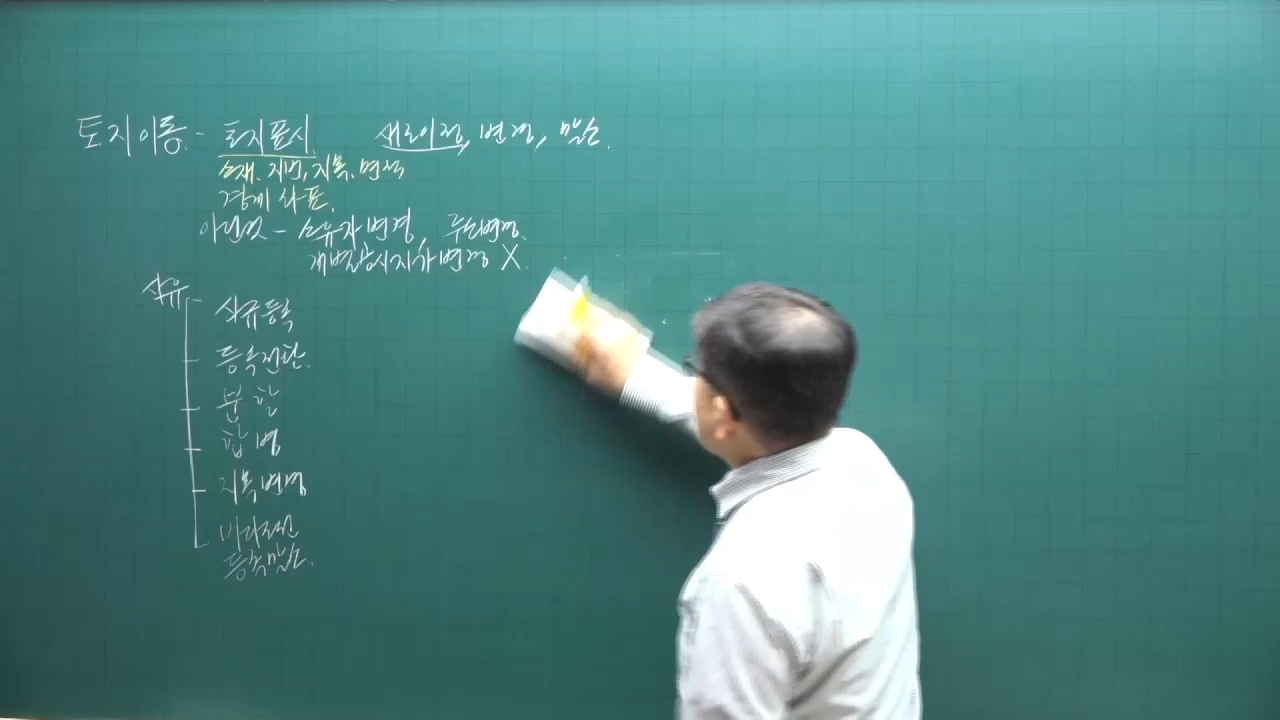 토지이동 - 토지표시 새로이정, 변경, 말소.
소재, 지번, 지목, 면적
경계 좌표.
아닌것 - 소유자변경, 주소변경.
개별공시지가변경 X
신규등록
등록전환.
분할
합병
지목변경
바다로된
등록말소.